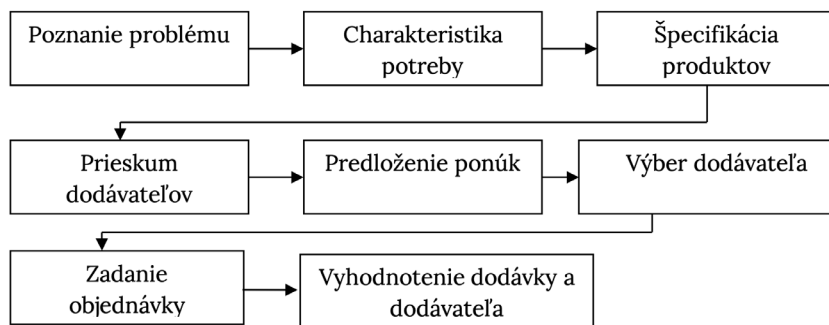 Poznanie problému
Charakteristika
potreby
Špecifikácia
produktov
Prieskum
dodávateľov
Predloženie ponúk
Výber dodávateľa
Zadanie
objednávky
Vyhodnotenie dodávky a
dodávateľa